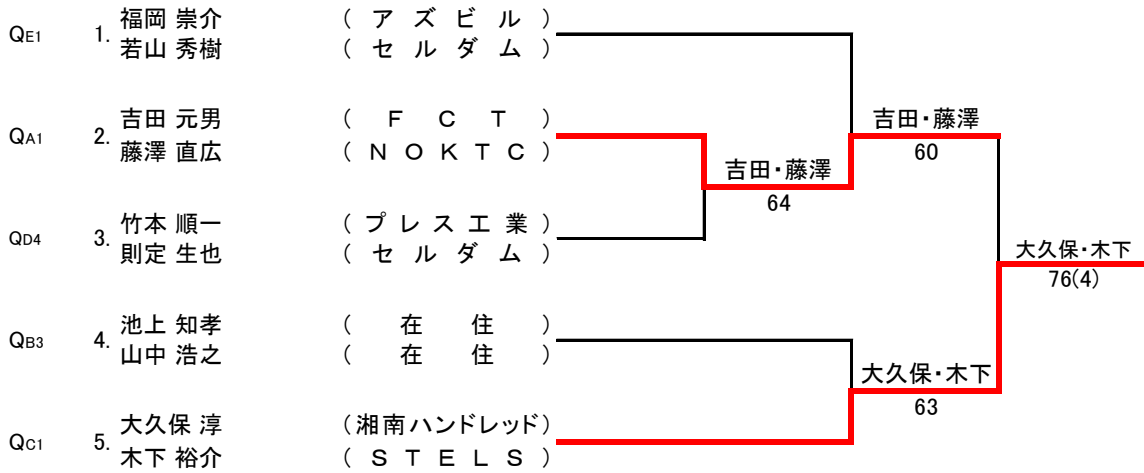 福岡 崇介 ( ア ズ ビ ル )
QE1 1.
若山 秀樹 ( セ ル ダ ム )
吉田 元男 ( F C T ) 吉田・藤澤
QA1 2.
藤澤 直広 ( N O K T C ) 60
吉田・藤澤
64
竹本 順一 ( プ レ ス 工 業 )
QD4 3.
則定 生也 ( セ ル ダ ム )
大久保・木下
76(4)
池上 知孝 ( 在 住 )
QB3 4.
山中 浩之 ( 在 住 )
大久保・木下
63
大久保 淳 (湘南ハンドレッド)
QC1 5.
木下 裕介 ( S T E L S )